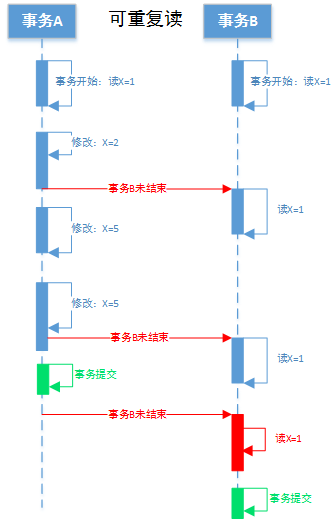 事务A 可重复读 事务B
事务开始：读X=1 事务开始：读X=1
修改：X=2
事务B未结束
读X=1
修改：X=5
修改：X=5
事务B未结束
读X=1
事务提交
事务B未结束
读X=1
事务提交